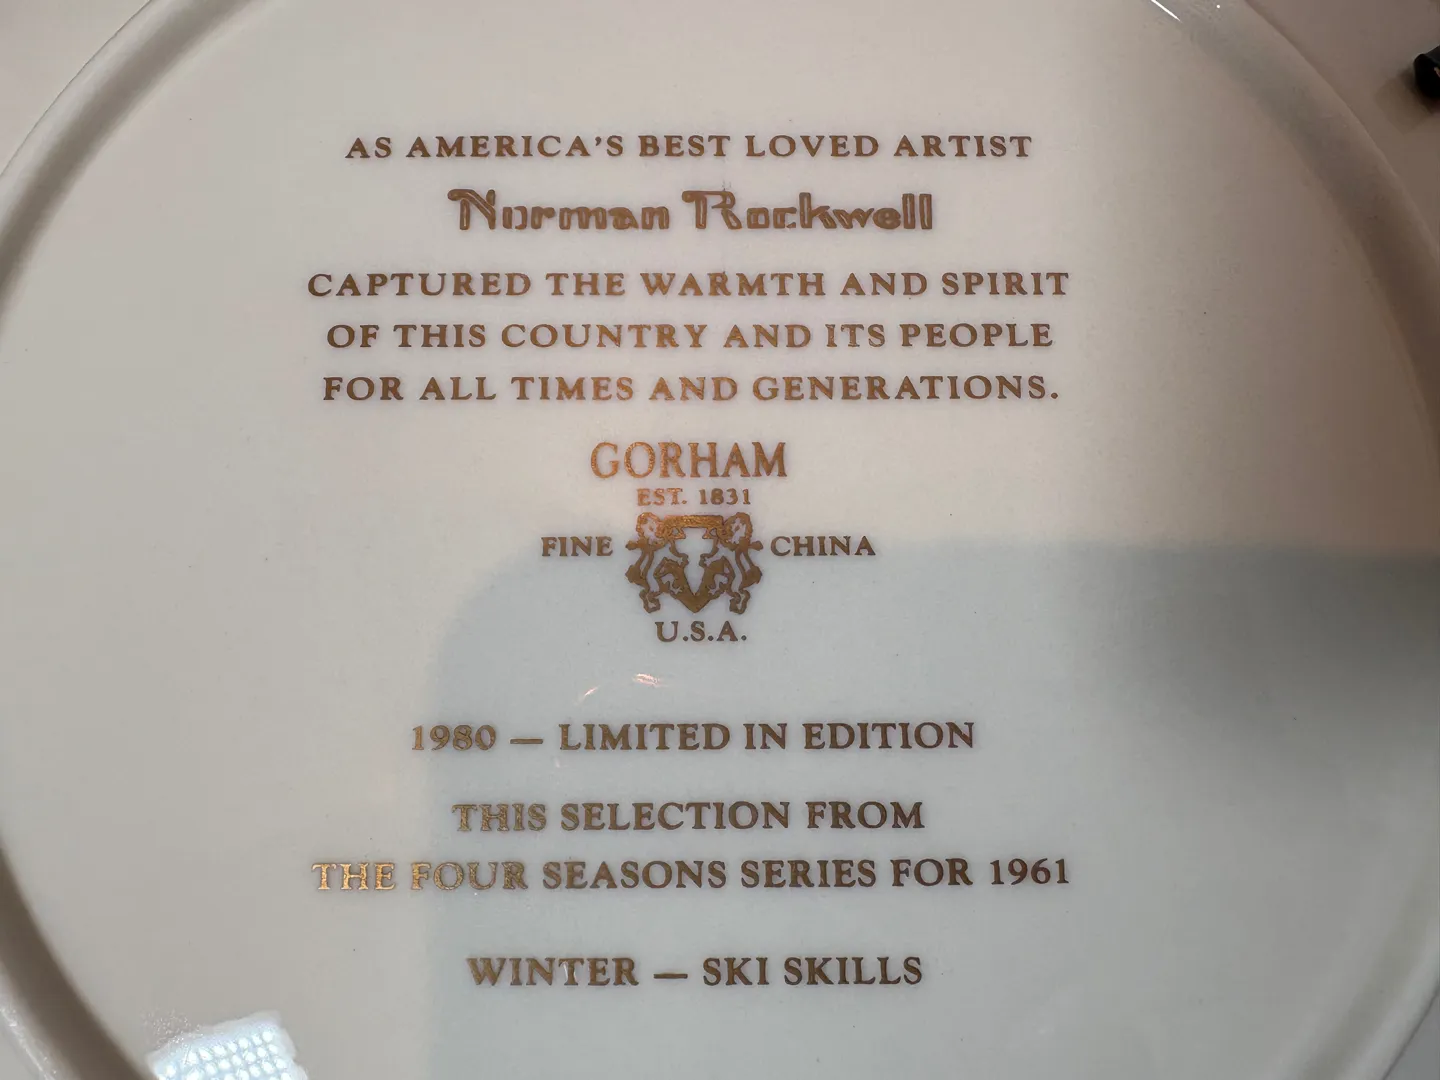 AS AMERICA'S BEST LOVED ARTIST
Norman Rockwell
CAPTURED THE WARMTH AND SPIRIT
OF THIS COUNTRY AND ITS PEOPLE
FOR ALL TIMES AND GENERATIONS.
GORHAM
EST. 1831
FINE CHINA
U.S.A.
1980 — LIMITED IN EDITION
THIS SELECTION FROM
THE FOUR SEASONS SERIES FOR 1961
WINTER — SKI SKILLS